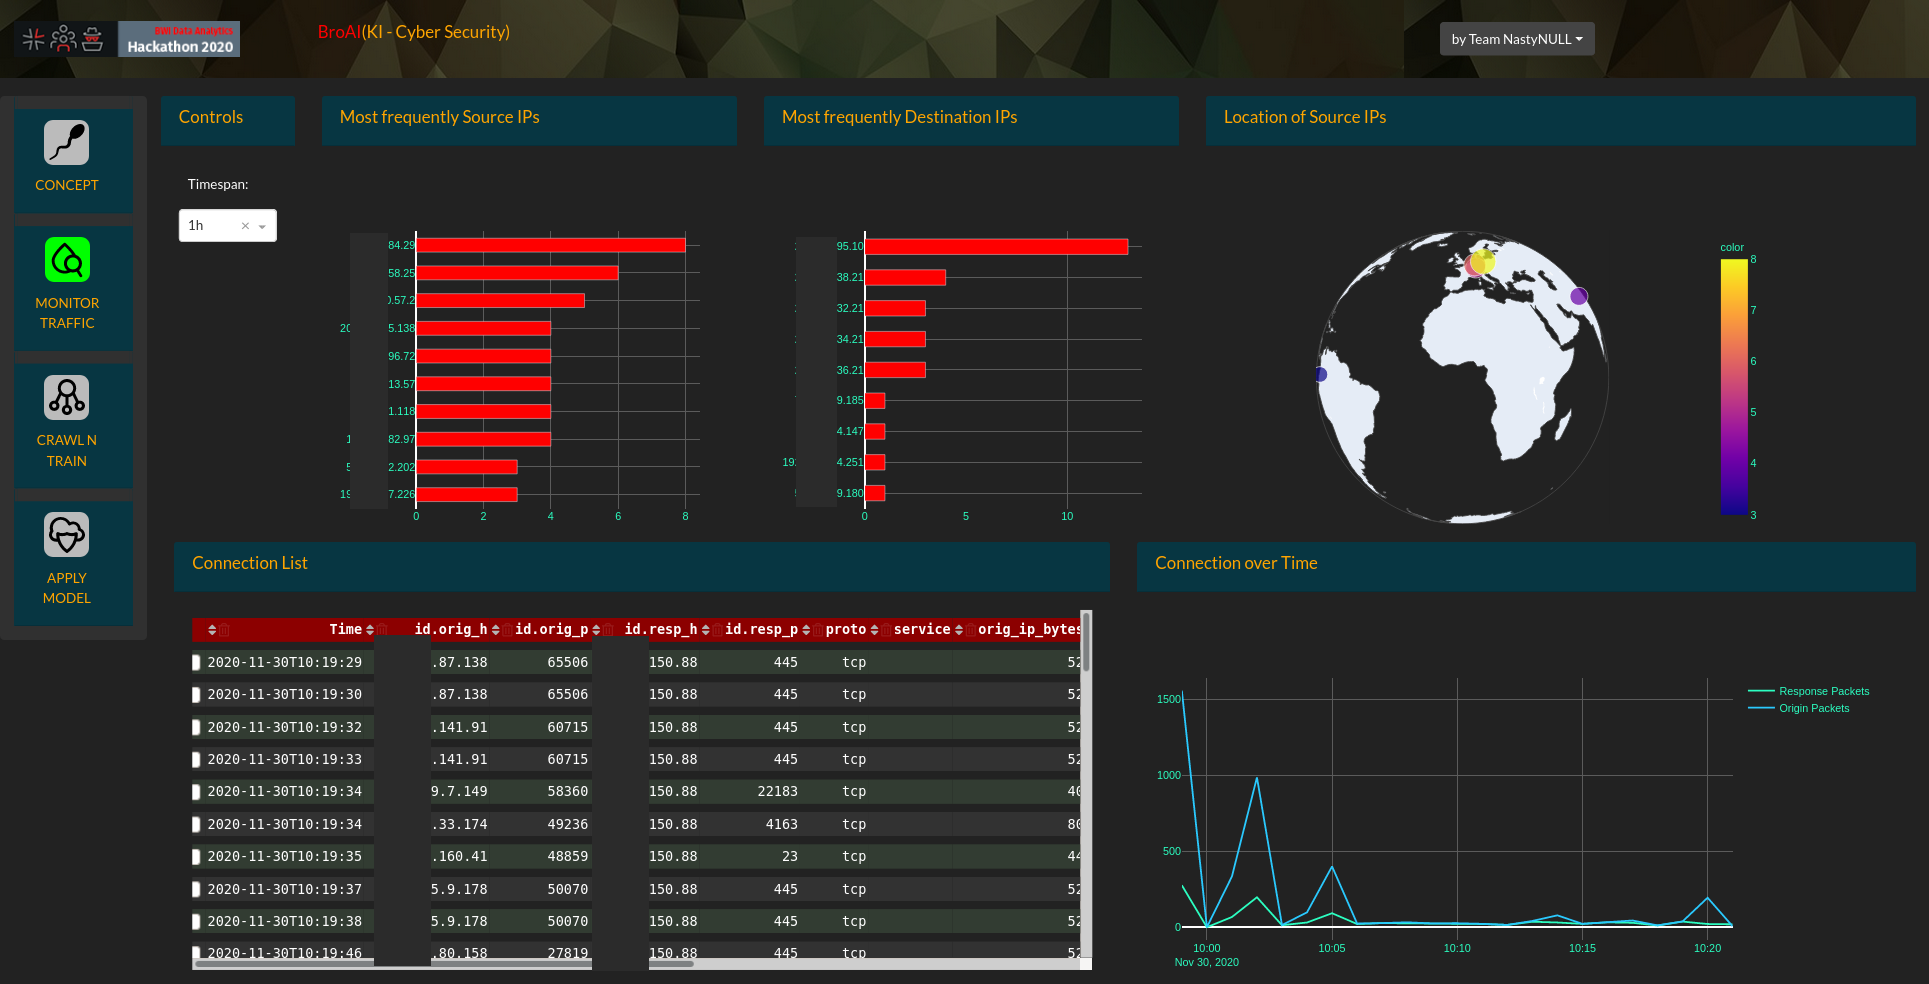 BWI Data Analytics
Hackathon 2020
BroAI(KI - Cyber Security)
by Team NastyNULL
CONCEPT
MONITOR
TRAFFIC
CRAWL N
TRAIN
APPLY
MODEL
Controls
Timespan:
1h
Most frequently Source IPs
84.29
58.25
.57.2
20 5.138
96.72
13.57
1.118
1 82.97
5 2.202
19 7.226
0 2 4 6 8
Most frequently Destination IPs
95.10
38.21
32.21
34.21
36.21
9.185
4.147
19 4.251
9.180
0 5 10
Location of Source IPs
color
8
7
6
5
4
3
Connection List
Time id.orig_h id.orig_p id.resp_h id.resp_p proto service orig_ip_bytes
2020-11-30T10:19:29 .87.138 65506 150.88 445 tcp 52
2020-11-30T10:19:30 .87.138 65506 150.88 445 tcp 52
2020-11-30T10:19:32 .141.91 60715 150.88 445 tcp 52
2020-11-30T10:19:33 .141.91 60715 150.88 445 tcp 52
2020-11-30T10:19:34 9.7.149 58360 150.88 22183 tcp 40
2020-11-30T10:19:34 .33.174 49236 150.88 4163 tcp 80
2020-11-30T10:19:35 .160.41 48859 150.88 23 tcp 44
2020-11-30T10:19:37 5.9.178 50070 150.88 445 tcp 52
2020-11-30T10:19:38 5.9.178 50070 150.88 445 tcp 52
2020-11-30T10:19:46 .80.158 27819 150.88 445 tcp 52
Connection over Time
1500
1000
500
0
10:00 10:05 10:10 10:15 10:20
Nov 30, 2020
Response Packets
Origin Packets